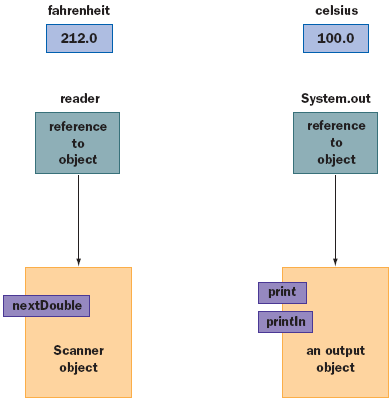 fahrenheit
212.0
celsius
100.0
reader
reference
to
object
System.out
reference
to
object
nextDouble
Scanner
object
print
println
an output
object